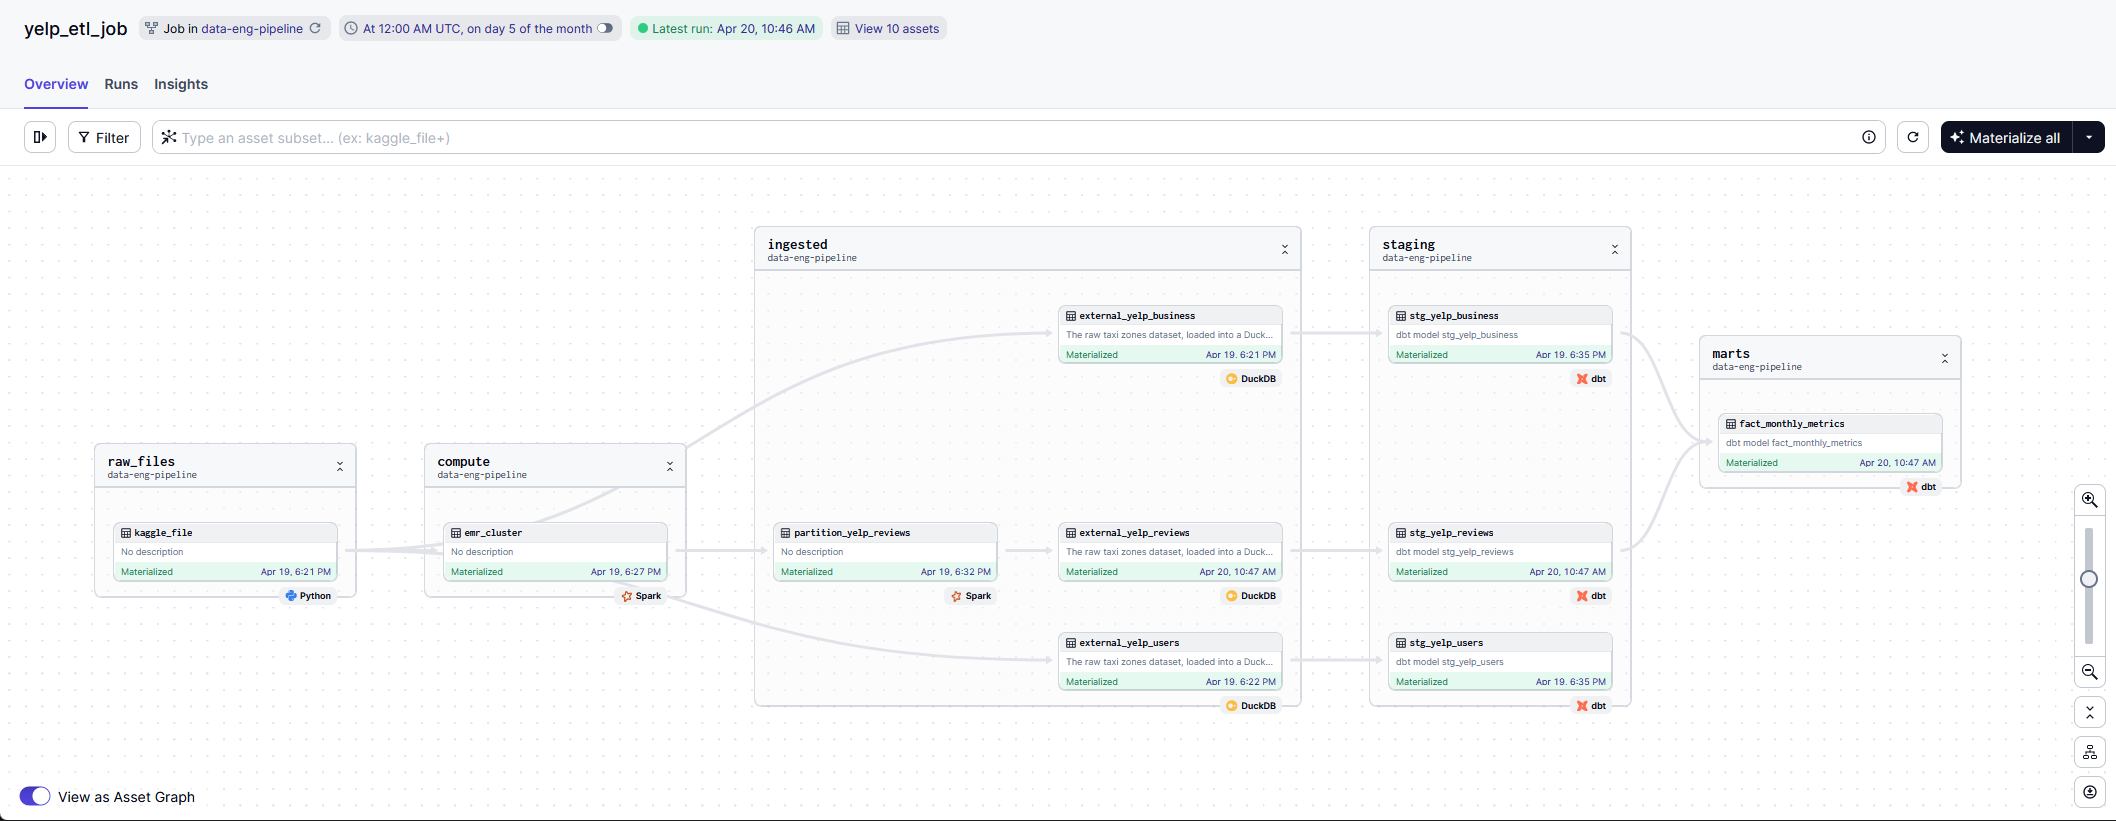 yelp_etl_job
Job in data-eng-pipeline
At 12:00 AM UTC, on day 5 of the month
Latest run: Apr 20, 10:46 AM
View 10 assets
Overview
Runs
Insights
Filter
Type an asset subset... (ex: kaggle_file+)
Materialize all
raw_files
data-eng-pipeline
kaggle_file
No description
Materialized
Apr 19, 6:21 PM
Python
compute
data-eng-pipeline
emr_cluster
No description
Materialized
Apr 19, 6:27 PM
Spark
ingested
data-eng-pipeline
external_yelp_business
The raw taxi zones dataset, loaded into a Duck...
Materialized
Apr 19, 6:21 PM
DuckDB
partition_yelp_reviews
No description
Materialized
Apr 19, 6:32 PM
Spark
external_yelp_reviews
The raw taxi zones dataset, loaded into a Duck...
Materialized
Apr 20, 10:47 AM
DuckDB
external_yelp_users
The raw taxi zones dataset, loaded into a Duck...
Materialized
Apr 19, 6:22 PM
DuckDB
staging
data-eng-pipeline
stg_yelp_business
dbt model stg_yelp_business
Materialized
Apr 19, 6:35 PM
dbt
stg_yelp_reviews
dbt model stg_yelp_reviews
Materialized
Apr 20, 10:47 AM
dbt
stg_yelp_users
dbt model stg_yelp_users
Materialized
Apr 19, 6:35 PM
dbt
marts
data-eng-pipeline
fact_monthly_metrics
dbt model fact_monthly_metrics
Materialized
Apr 20, 10:47 AM
dbt
View as Asset Graph